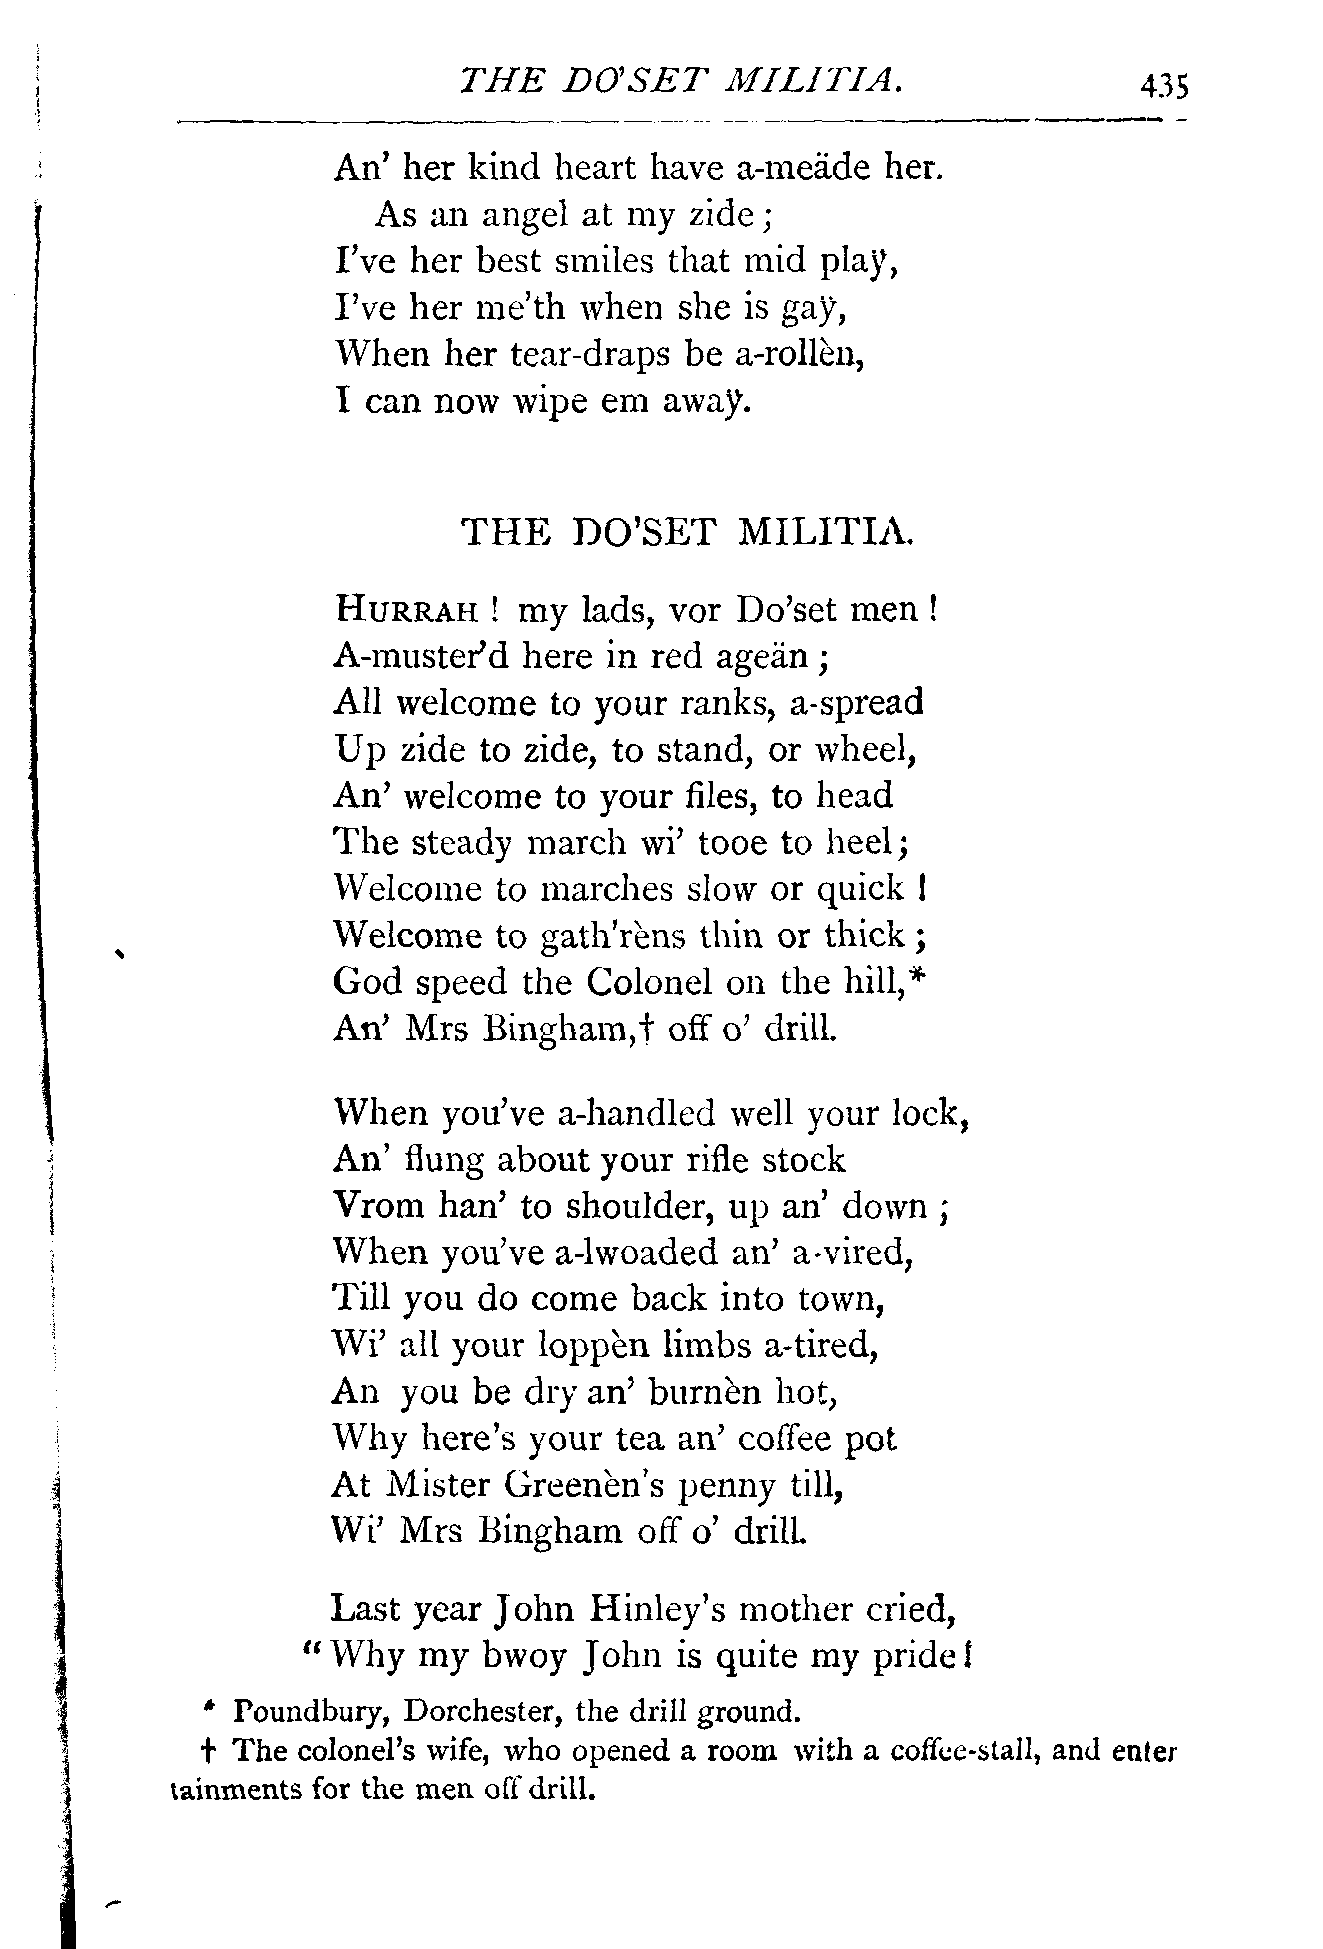 THE DO'SET MILITIA. 435
An' her kind heart have a-meäde her.
As an angel at my zide;
I've her best smiles that mid plaÿ,
I've her me'th when she is gaÿ,
When her tear-draps be a-rollèn,
I can now wipe em awaÿ.
THE DO'SET MILITIA.
HURRAH! my lads, vor Do'set men!
A-muster'd here in red ageän;
All welcome to your ranks, a-spread
Up zide to zide, to stand, or wheel,
An' welcome to your files, to head
The steady march wi' tooe to heel;
Welcome to marches slow or quick!
Welcome to gath'rèns thin or thick;
God speed the Colonel on the hill,*
An' Mrs Bingham,† off o' drill.
When you've a-handled well your lock,
An' flung about your rifle stock
Vrom han' to shoulder, up an' down;
When you've a-lwoaded an' a-vired,
Till you do come back into town,
Wi' all your loppèn limbs a-tired,
An you be dry an' burnèn hot,
Why here's your tea an' coffee pot
At Mister Greenèn's penny till,
Wi' Mrs Bingham off o' drill.
Last year John Hinley's mother cried,
"Why my bwoy John is quite my pride!
* Poundbury, Dorchester, the drill ground.
† The colonel's wife, who opened a room with a coffee-stall, and enter
tainments for the men off drill.